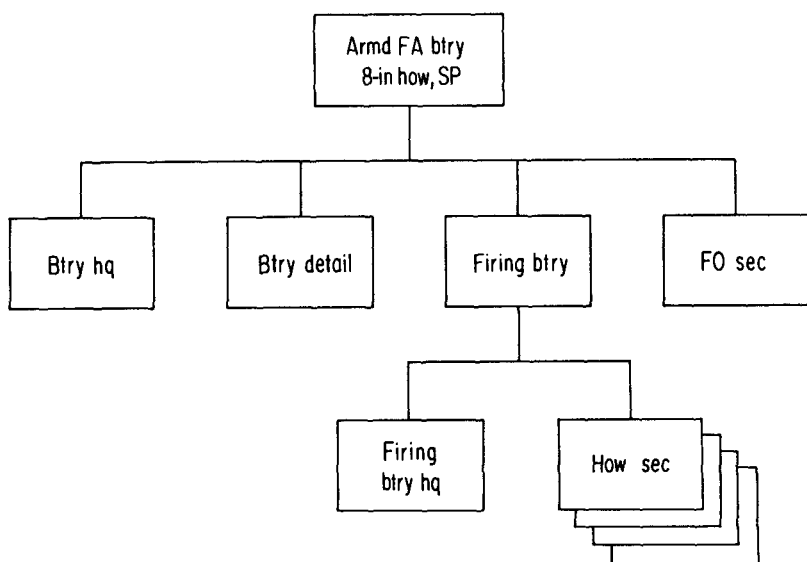 Armd FA btry
8-in how, SP
Btry hq
Btry detail
Firing btry
FO sec
Firing
btry hq
How sec